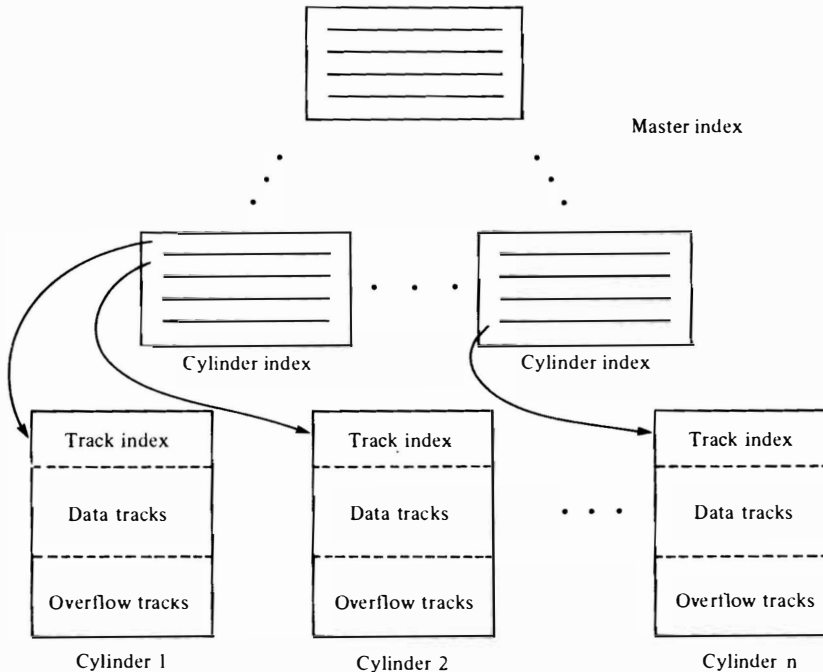 Master index
Cylinder index
Cylinder index
Track index
Track index
Track index
Data tracks
Data tracks
Data tracks
Overflow tracks
Overflow tracks
Overflow tracks
Cylinder 1
Cylinder 2
Cylinder n